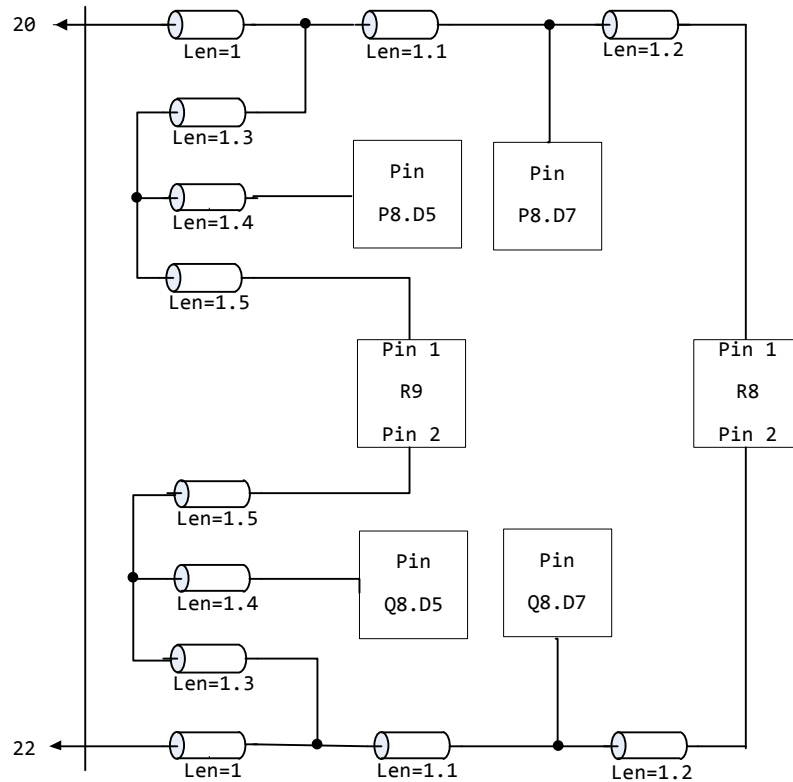 20
Len=1
Len=1.1
Len=1.2
Len=1.3
Len=1.4
Pin
P8.D5
Pin
P8.D7
Len=1.5
Pin 1
R9
Pin 2
Pin 1
R8
Pin 2
Len=1.5
Len=1.4
Pin
Q8.D5
Pin
Q8.D7
Len=1.3
22
Len=1
Len=1.1
Len=1.2